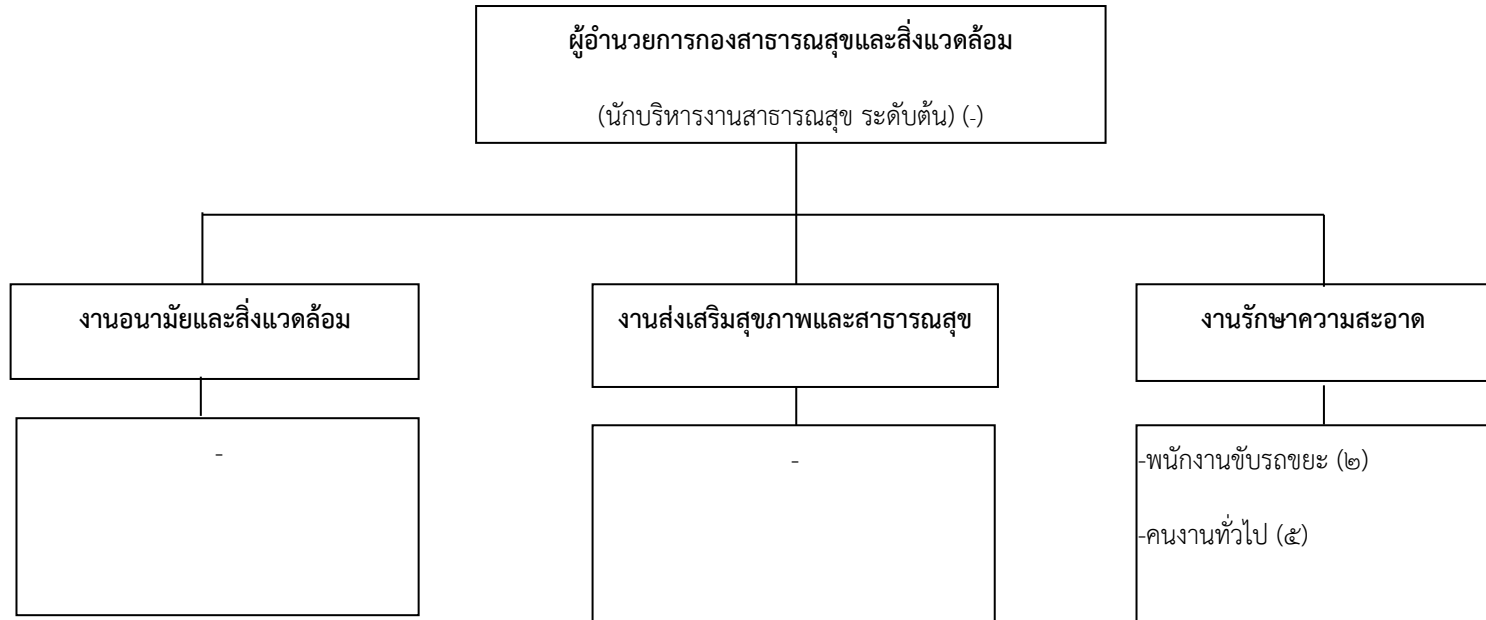 ผู้อำนวยการกองสาธารณสุขและสิ่งแวดล้อม
(นักบริหารงานสาธารณสุข ระดับต้น) (-)
งานอนามัยและสิ่งแวดล้อม
-
งานส่งเสริมสุขภาพและสาธารณสุข
-
งานรักษาความสะอาด
-พนักงานขับรถขยะ (๒)
-คนงานทั่วไป (๕)